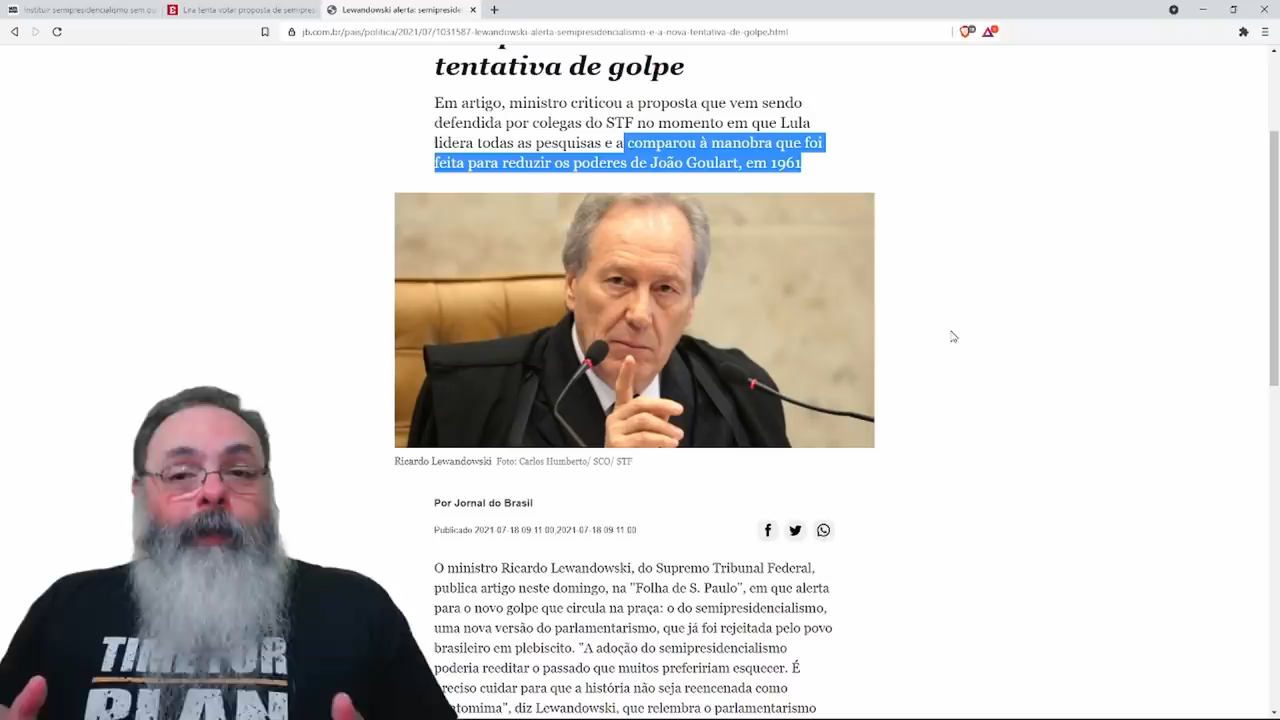 Instituir semipresidencialismo sem ou
Lira tenta votar proposta de semipres
Lewandowski alerta: semipreside
jb.com.br/pais/politica/2021/07/1031587-lewandowski-alerta-semipresidencialismo-e-a-nova-tentativa-de-golpe.html
tentativa de golpe
Em artigo, ministro criticou a proposta que vem sendo
defendida por colegas do STF no momento em que Lula
lidera todas as pesquisas e a comparou à manobra que foi
feita para reduzir os poderes de João Goulart, em 1961
Ricardo Lewandowski Foto: Carlos Humberto/ SCO/ STF
Por Jornal do Brasil
Publicado 2021-07-18 09:11:00,2021-07-18 09:11:00
O ministro Ricardo Lewandowski, do Supremo Tribunal Federal,
publica artigo neste domingo, na "Folha de S. Paulo", em que alerta
para o novo golpe que circula na praça: o do semipresidencialismo,
uma nova versão do parlamentarismo, que já foi rejeitada pelo povo
brasileiro em plebiscito. "A adoção do semipresidencialismo
poderia reeditar o passado que muitos prefeririam esquecer. É
reciso cuidar para que a história não seja reencenada como
tomima", diz Lewandowski, que relembra o parlamentarismo
TIME FOR
PLAN